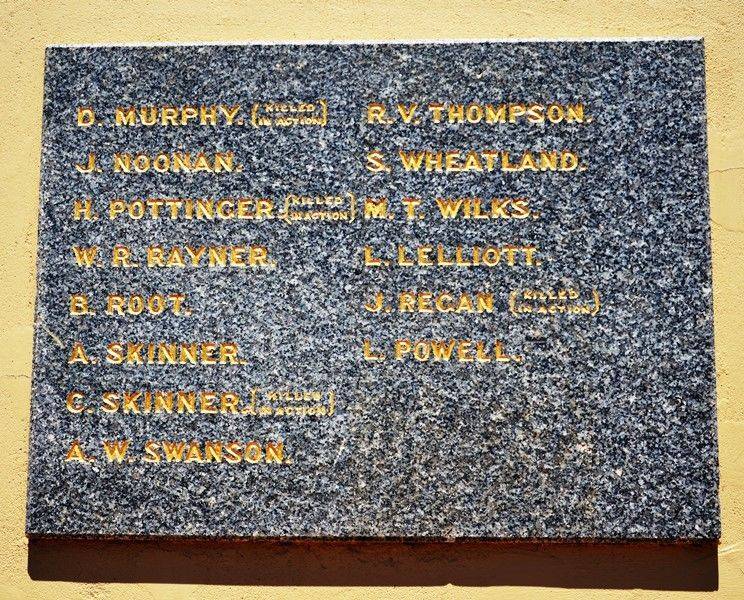 D. MURPHY. (KILLED IN ACTION)
J. NOONAN.
H. POTTINGER. (KILLED IN ACTION)
W. R. RAYNER.
B. ROOT.
A. SKINNER.
C. SKINNER. (KILLED IN ACTION)
A. W. SWANSON.
R. V. THOMPSON.
S. WHEATLAND.
M. T. WILKS.
L. LELLIOTT.
J. REGAN (KILLED IN ACTION)
L. POWELL.